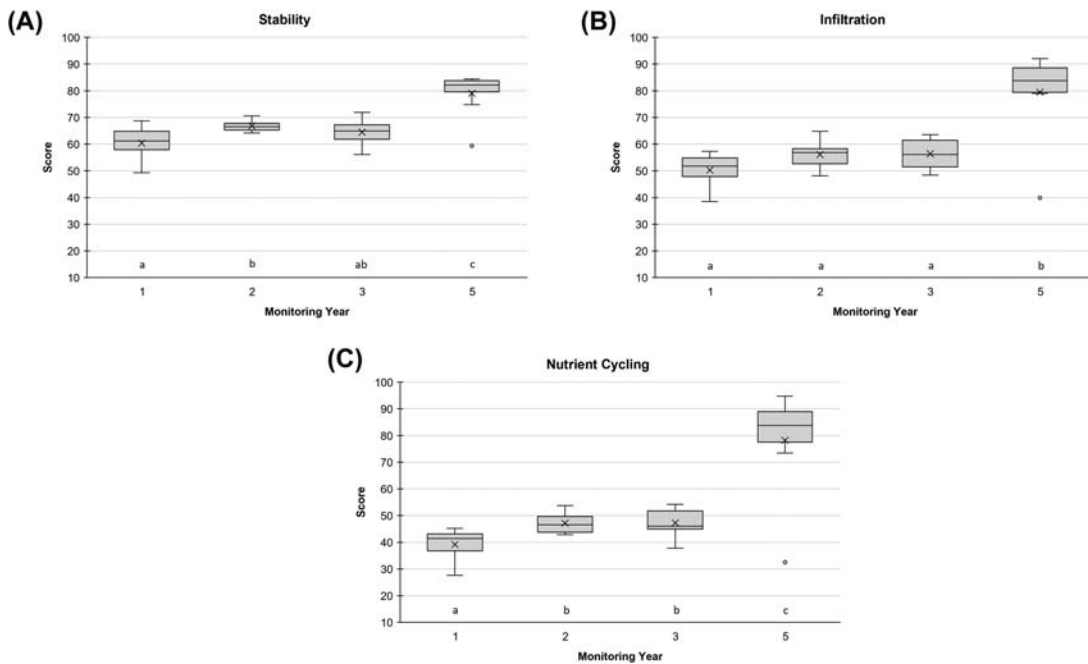 (A)
Stability
100
90
80
70
60
50
40
30
20
10
Score
a b ab c
1 2 3 5
Monitoring Year
(B)
Infiltration
100
90
80
70
60
50
40
30
20
10
Score
a a a b
1 2 3 5
Monitoring Year
(C)
Nutrient Cycling
100
90
80
70
60
50
40
30
20
10
Score
a b b c
1 2 3 5
Monitoring Year